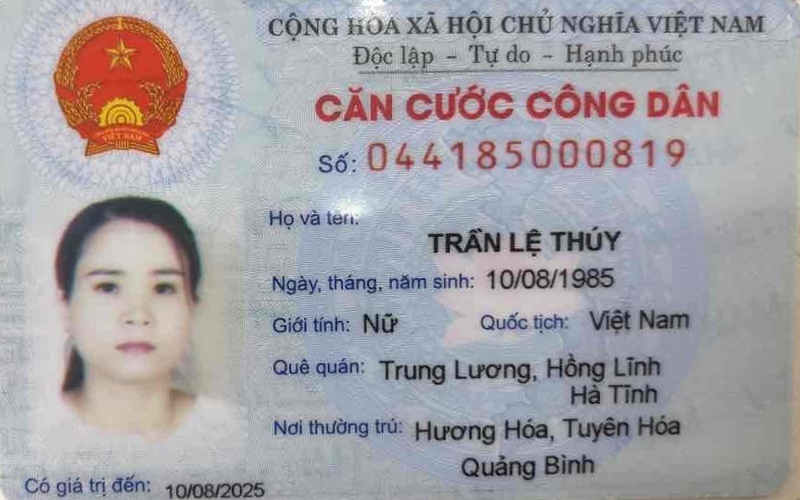 CỘNG HÒA XÃ HỘI CHỦ NGHĨA VIỆT NAM
Độc lập - Tự do - Hạnh phúc
CĂN CƯỚC CÔNG DÂN
Số: 044185000819
Họ và tên:
TRẦN LỆ THÚY
Ngày, tháng, năm sinh: 10/08/1985
Giới tính: Nữ Quốc tịch: Việt Nam
Quê quán: Trung Lương, Hồng Lĩnh
Hà Tĩnh
Nơi thường trú: Hương Hóa, Tuyên Hóa
Quảng Bình
Có giá trị đến: 10/08/2025